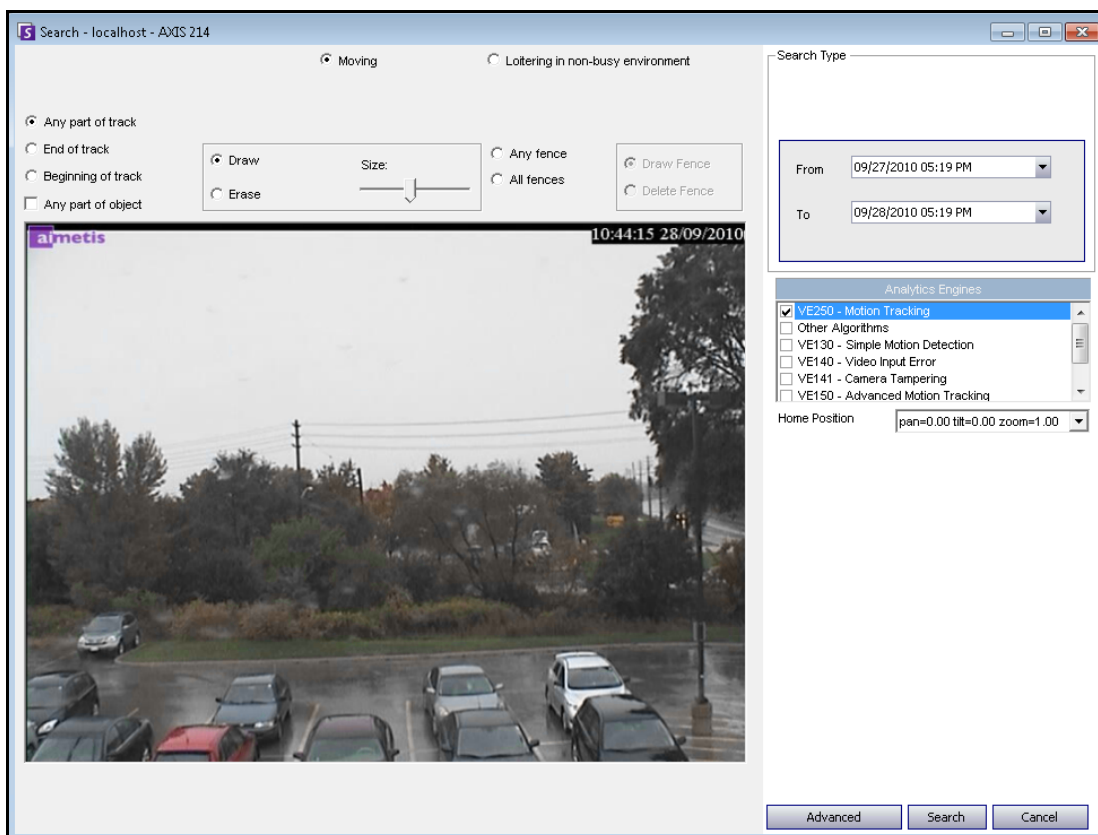 Search - localhost - AXIS 214
Moving
Loitering in non-busy environment
Any part of track
End of track
Beginning of track
Any part of object
Draw
Erase
Size:
Any fence
All fences
Draw Fence
Delete Fence
aimetis
10:44:15 28/09/2010
Search Type
From
09/27/2010 05:19 PM
To
09/28/2010 05:19 PM
Analytics Engines
VE250 - Motion Tracking
Other Algorithms
VE130 - Simple Motion Detection
VE140 - Video Input Error
VE141 - Camera Tampering
VE150 - Advanced Motion Tracking
Home Position
pan=0.00 tilt=0.00 zoom=1.00
Advanced
Search
Cancel